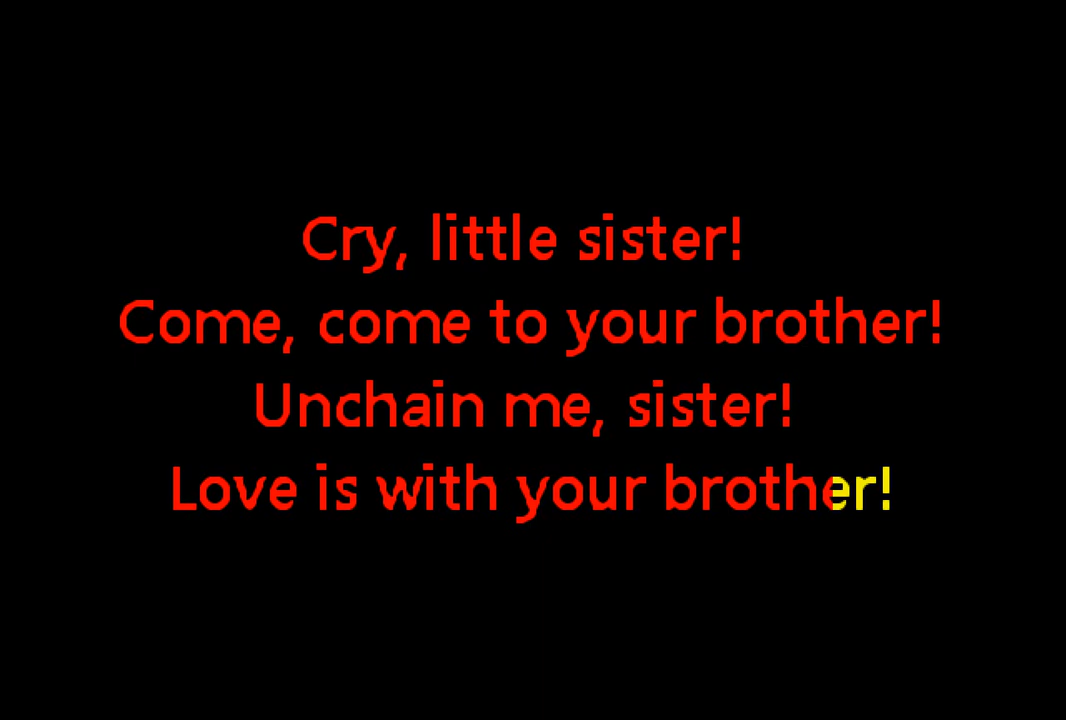 Cry, little sister!
Come, come to your brother!
Unchain me, sister!
Love is with your brother!